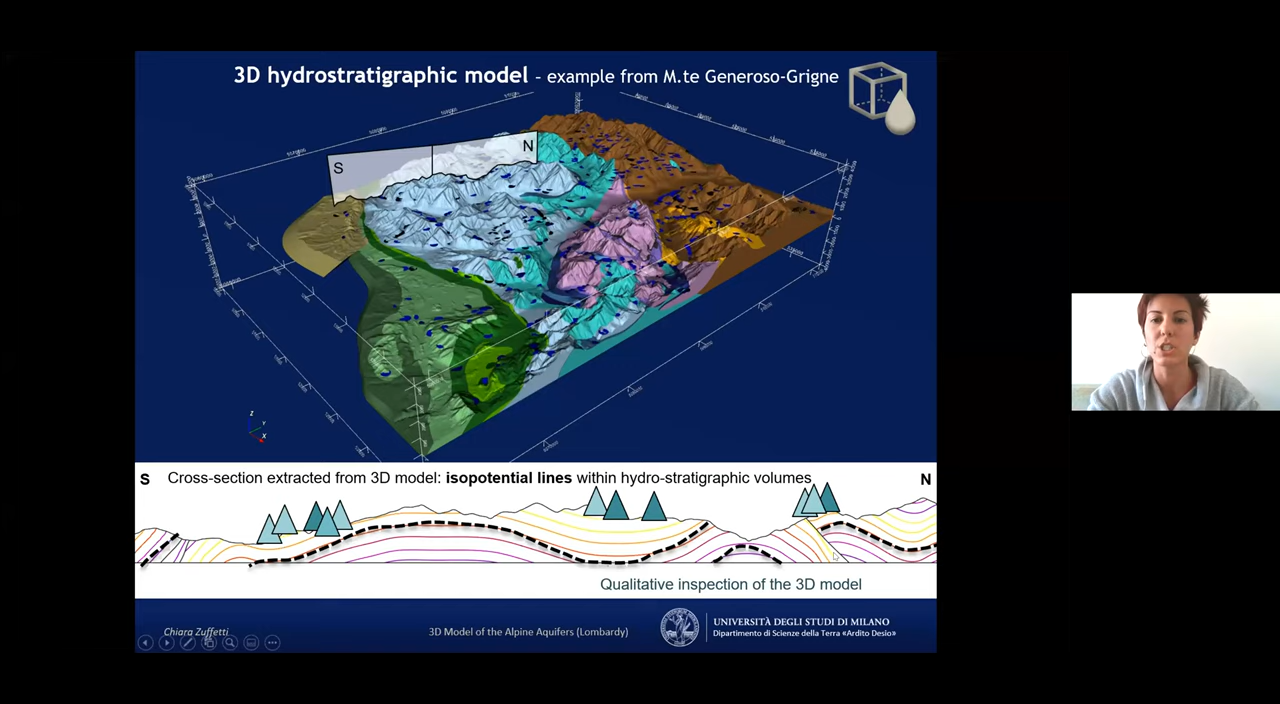 3D hydrostratigraphic model - example from M.te Generoso-Grigne
S
N
Z
Y
X
S
Cross-section extracted from 3D model: isopotential lines within hydro-stratigraphic volumes
N
Qualitative inspection of the 3D model
Chiara Zuffetti
3D Model of the Alpine Aquifers (Lombardy)
UNIVERSITÀ DEGLI STUDI DI MILANO
Dipartimento di Scienze della Terra «Ardito Desio»